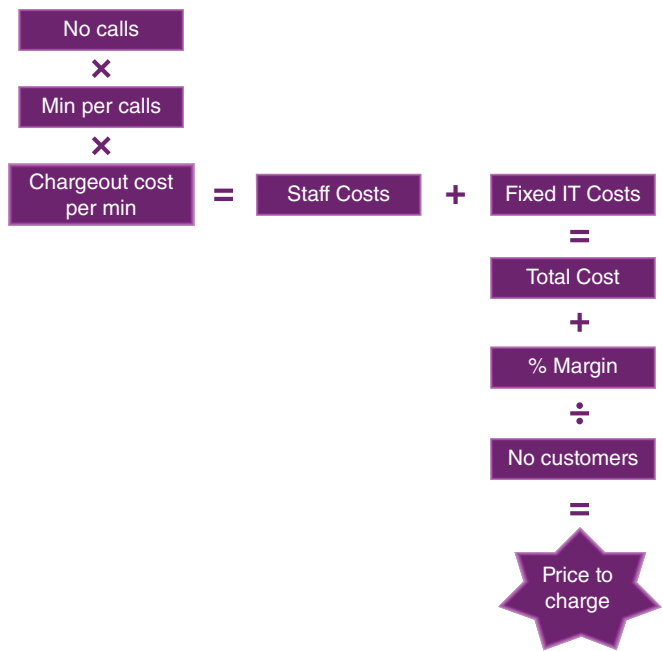 No calls
×
Min per calls
×
Chargeout cost
per min
=
Staff Costs
+
Fixed IT Costs
=
Total Cost
+
% Margin
÷
No customers
=
Price to
charge